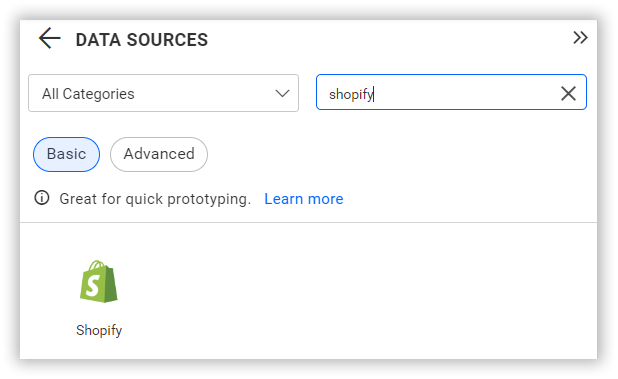 DATA SOURCES
All Categories
shopify
Basic
Advanced
Great for quick prototyping. Learn more
Shopify